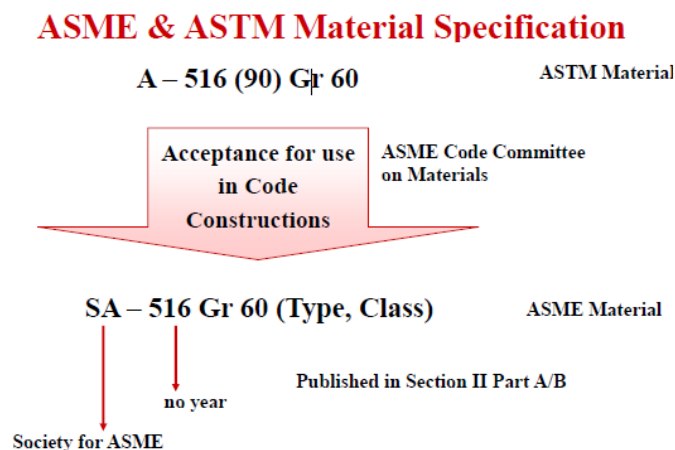 ASME & ASTM Material Specification
A – 516 (90) Gr 60
ASTM Material
Acceptance for use
in Code
Constructions
ASME Code Committee
on Materials
SA – 516 Gr 60 (Type, Class)
ASME Material
Published in Section II Part A/B
no year
Society for ASME